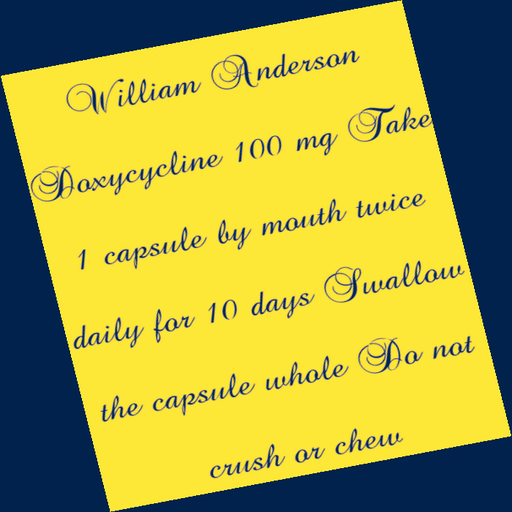 William Anderson
Doxycycline 100 mg Take
1 capsule by mouth twice
daily for 10 days Swallow
the capsule whole Do not
crush or chew